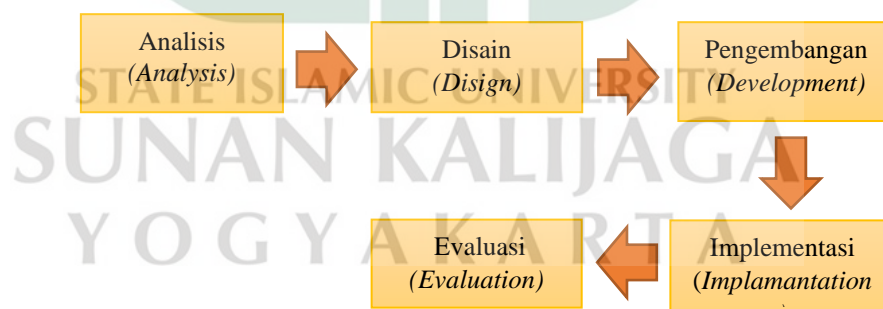 Analisis
(Analysis)
Disain
(Disign)
Pengembangan
(Development)
STATE ISLAMIC UNIVERSITY
SUNAN KALIJAGA
YOGYAKARTA
Evaluasi
(Evaluation)
Implementasi
(Implamantation